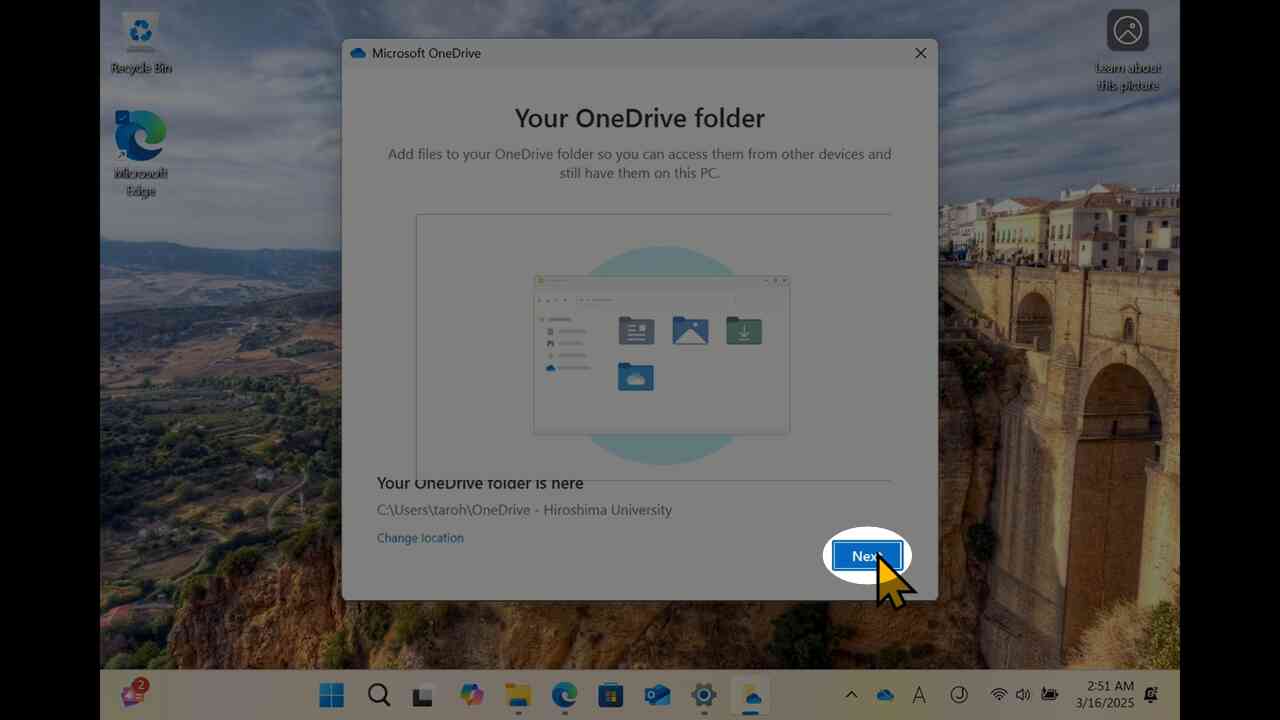 Recycle Bin
Microsoft
Edge
Learn about
this picture
Microsoft OneDrive
Your OneDrive folder
Add files to your OneDrive folder so you can access them from other devices and
still have them on this PC.
Your OneDrive folder is here
C:\Users\taroh\OneDrive - Hiroshima University
Change location
Next
2
A
2:51 AM
3/16/2025